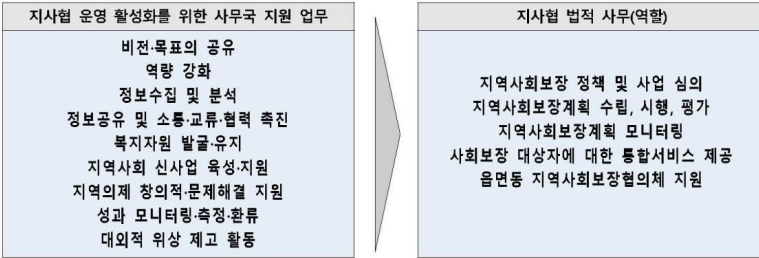 지사협 운영 활성화를 위한 사무국 지원 업무
비전·목표의 공유
역량 강화
정보수집 및 분석
정보공유 및 소통·교류·협력 촉진
복지자원 발굴·유지
지역사회 신사업 육성·지원
지역의제 창의적·문제해결 지원
성과 모니터링·측정·환류
대외적 위상 제고 활동
지사협 법적 사무(역할)
지역사회보장 정책 및 사업 심의
지역사회보장계획 수립, 시행, 평가
지역사회보장계획 모니터링
사회보장 대상자에 대한 통합서비스 제공
읍면동 지역사회보장협의체 지원